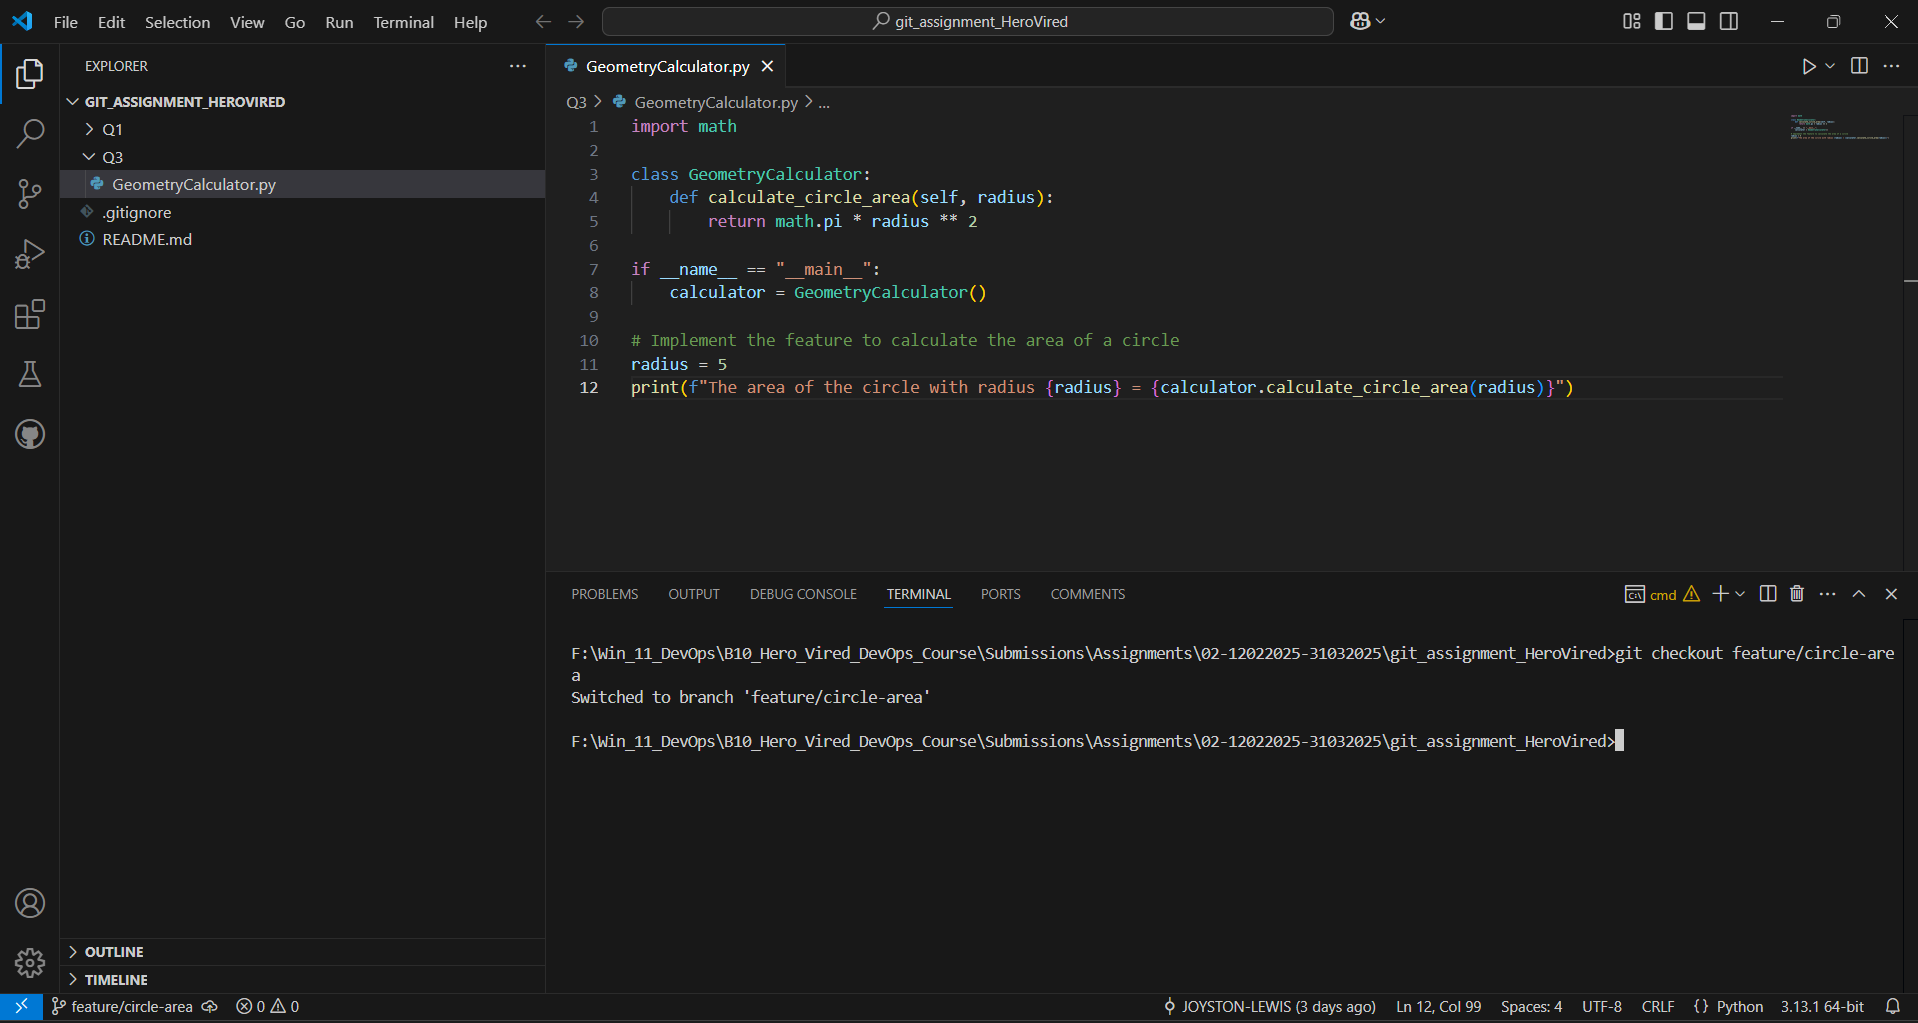 File Edit Selection View Go Run Terminal Help
git_assignment_HeroVired
EXPLORER
GIT_ASSIGNMENT_HEROVIRED
Q1
Q3
GeometryCalculator.py
.gitignore
README.md
OUTLINE
TIMELINE
GeometryCalculator.py
Q3 > GeometryCalculator.py > ...
1 import math
2
3 class GeometryCalculator:
4 def calculate_circle_area(self, radius):
5 return math.pi * radius ** 2
6
7 if __name__ == "__main__":
8 calculator = GeometryCalculator()
9
10 # Implement the feature to calculate the area of a circle
11 radius = 5
12 print(f"The area of the circle with radius {radius} = {calculator.calculate_circle_area(radius)}")
PROBLEMS OUTPUT DEBUG CONSOLE TERMINAL PORTS COMMENTS
cmd
F:\Win_11_DevOps\B10_Hero_Vired_DevOps_Course\Submissions\Assignments\02-12022025-31032025\git_assignment_HeroVired>git checkout feature/circle-are
a
Switched to branch 'feature/circle-area'
F:\Win_11_DevOps\B10_Hero_Vired_DevOps_Course\Submissions\Assignments\02-12022025-31032025\git_assignment_HeroVired>
feature/circle-area 0 0 JOYSTON-LEWIS (3 days ago) Ln 12, Col 99 Spaces: 4 UTF-8 CRLF {} Python 3.13.1 64-bit